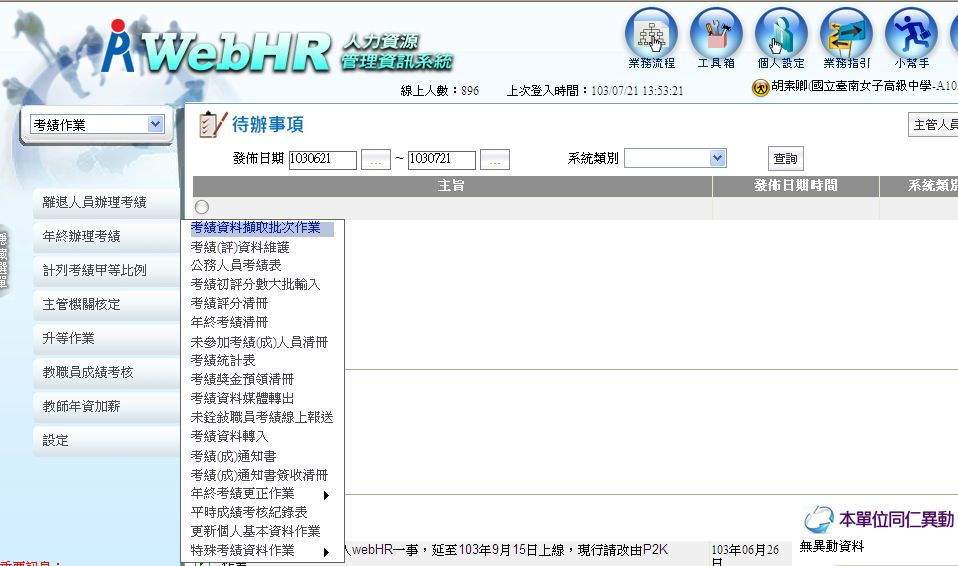 WebHR 人力資源
管理資訊系統
業務流程 工具箱 個人設定 業務指引 小幫手
線上人數：896 上次登入時間：103/07/21 13:53:21 胡素卿(國立臺南女子高級中學-A10
考績作業
待辦事項
主管人員
發佈日期 1030621 ... ~ 1030721 ... 系統類別 查詢
主旨 發佈日期時間 系統類別
離退人員辦理考績
年終辦理考績
計列考績甲等比例
主管機關核定
升等作業
教職員成績考核
教師年資加薪
設定
隱藏選單
考績資料擷取批次作業
考績(評)資料維護
公務人員考績表
考績初評分數大批輸入
考績評分清冊
年終考績清冊
未參加考績(成)人員清冊
考績統計表
考績獎金預領清冊
考績資料媒體轉出
未銓敘職員考績線上報送
考績資料轉入
考績(成)通知書
考績(成)通知書簽收清冊
年終考績更正作業
平時成績考核紀錄表
更新個人基本資料作業
特殊考績資料作業
本單位同仁異動
無異動資料
webHR一事，延至103年9月15日上線，現行請改由P2K
103年06月26
日
重要訊息：